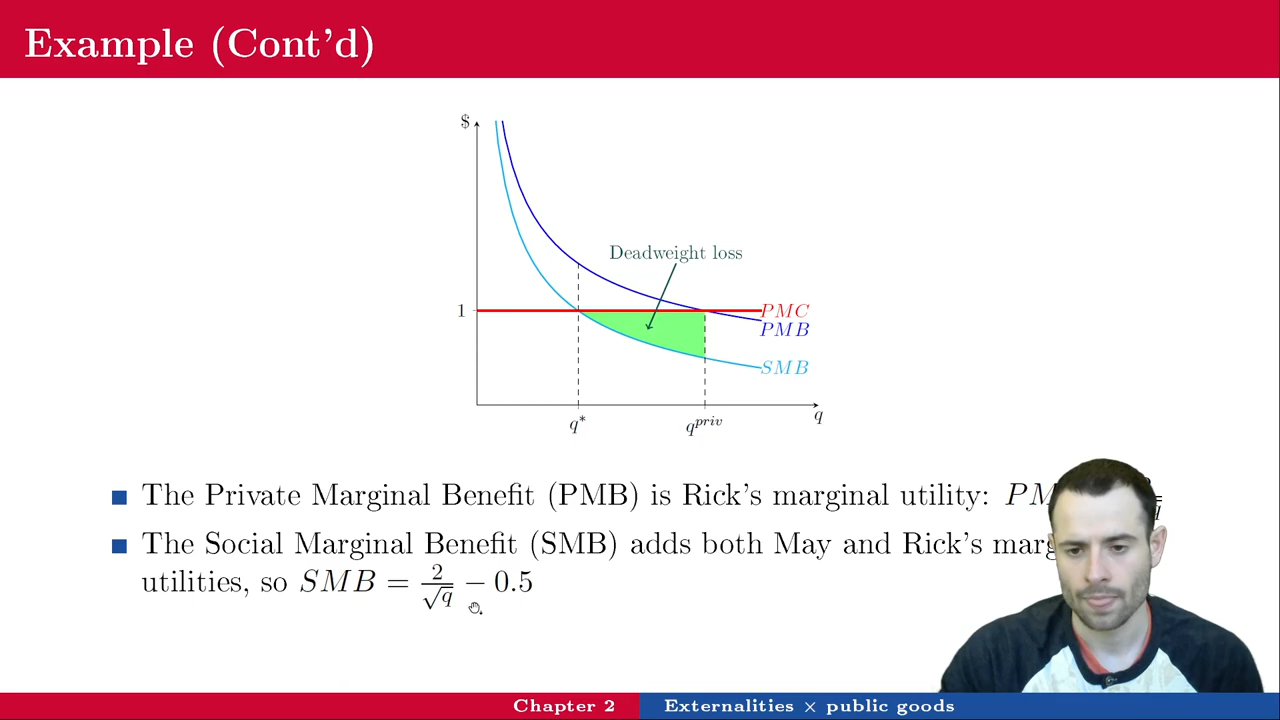 Example (Cont'd)
$
Deadweight loss
1
PMC
PMB
SMB
q* q^{priv} q
The Private Marginal Benefit (PMB) is Rick's marginal utility:
The Social Marginal Benefit (SMB) adds both May and Rick's
utilities, so SMB = \frac{2}{\sqrt{q}} − 0.5
Chapter 2 Externalities × public goods